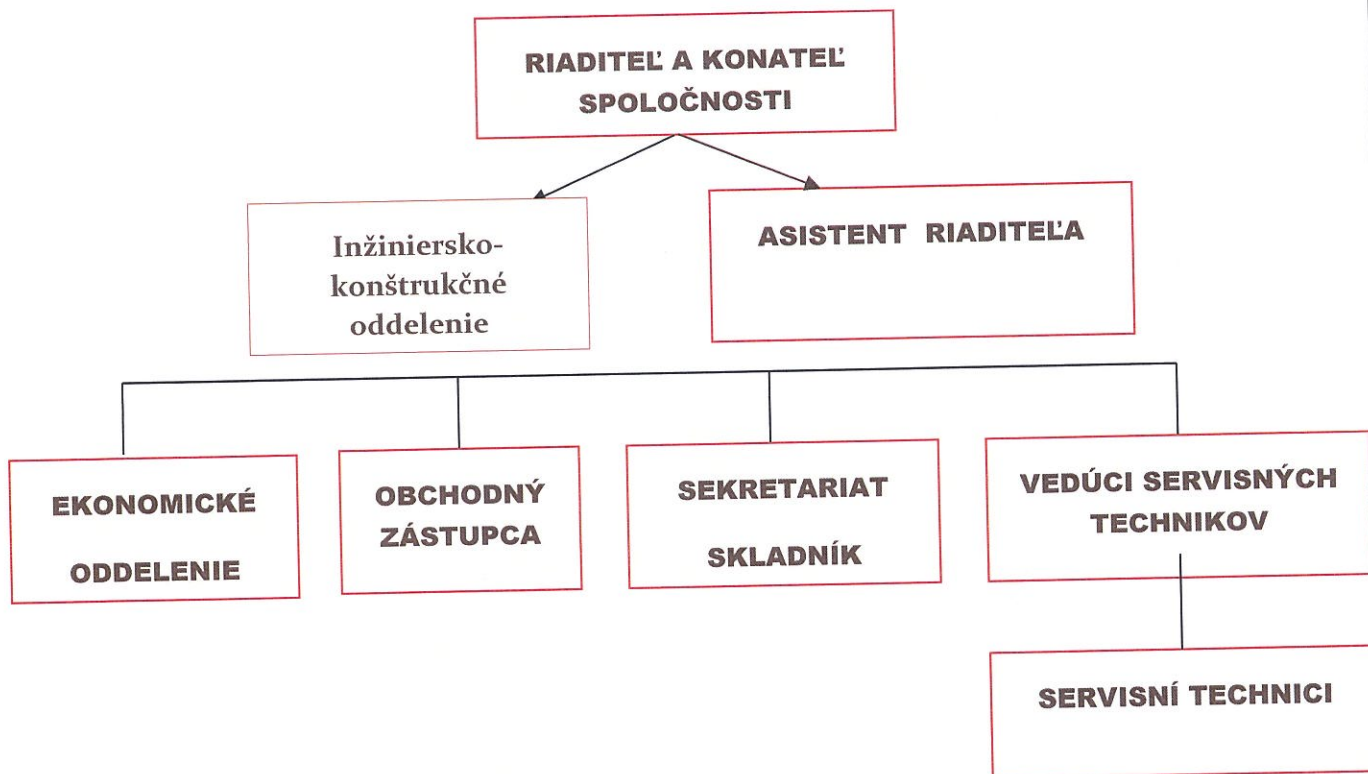 RIADITEĽ A KONATEĽ
SPOLOČNOSTI
Inžiniersko-
konštrukčné
oddelenie
ASISTENT RIADITEĽA
EKONOMICKÉ
ODDELENIE
OBCHODNÝ
ZÁSTUPCA
SEKRETARIAT
SKLADNÍK
VEDÚCI SERVISNÝCH
TECHNIKOV
SERVISNÍ TECHNICI